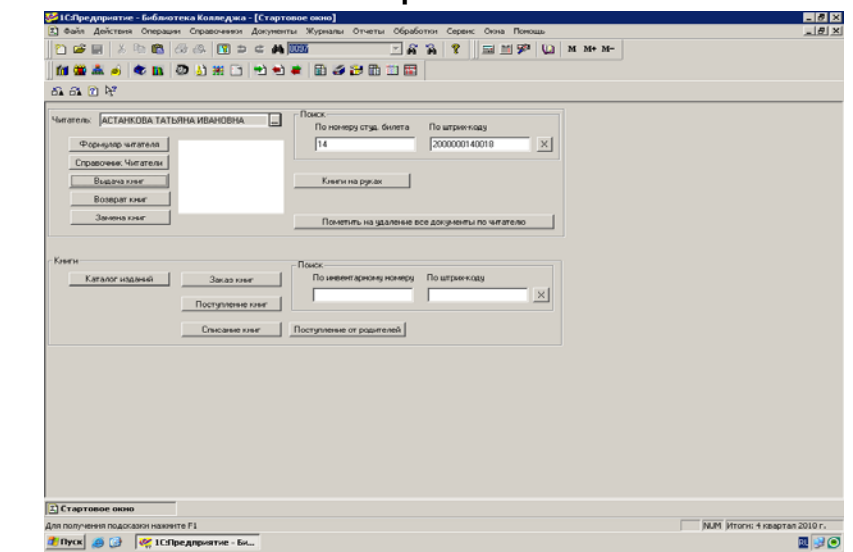 1С:Предприятие - Библиотека Колледжа - [Стартовое окно]
Файл Действия Операции Справочники Документы Журналы Отчеты Обработки Сервис Окна Помощь
M M+ M-
Читатель: АСТАНКОВА ТАТЬЯНА ИВАНОВНА ...
Поиск
По номеру студ. билета По штрих-коду
14 2000000140018 X
Формуляр читателя
Справочник Читатели
Выдача книг
Возврат книг
Замена книг
Книги на руках
Пометить на удаление все документы по читателю
Книги
Поиск
По инвентарному номеру По штрих-коду
X
Каталог изданий Заказ книг
Поступление книг
Списание книг Поступление от родителей
Стартовое окно
Для получения подсказки нажмите F1 NUM Итоги: 4 квартал 2010 г.
Пуск 1С:Предприятие - Би... RL